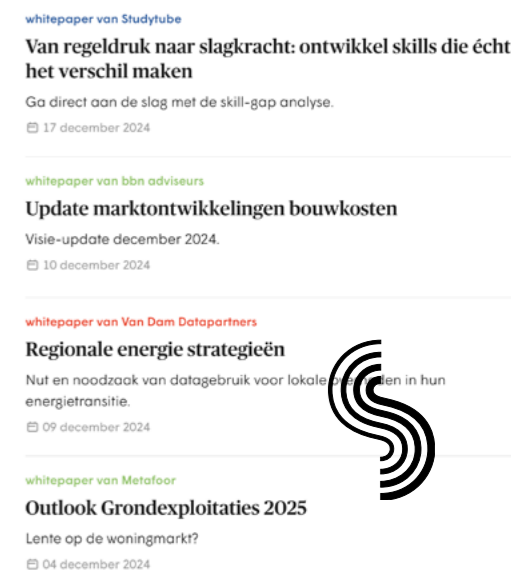 whitepaper van Studytube
Van regeldruk naar slagkracht: ontwikkel skills die écht
het verschil maken
Ga direct aan de slag met de skill-gap analyse.
17 december 2024
whitepaper van bbn adviseurs
Update marktontwikkelingen bouwkosten
Visie-update december 2024.
10 december 2024
whitepaper van Van Dam Datapartners
Regionale energie strategieën
Nut en noodzaak van datagebruik voor lokale en in hun
energietransitie.
09 december 2024
whitepaper van Metafoor
Outlook Grondexploitaties 2025
Lente op de woningmarkt?
04 december 2024